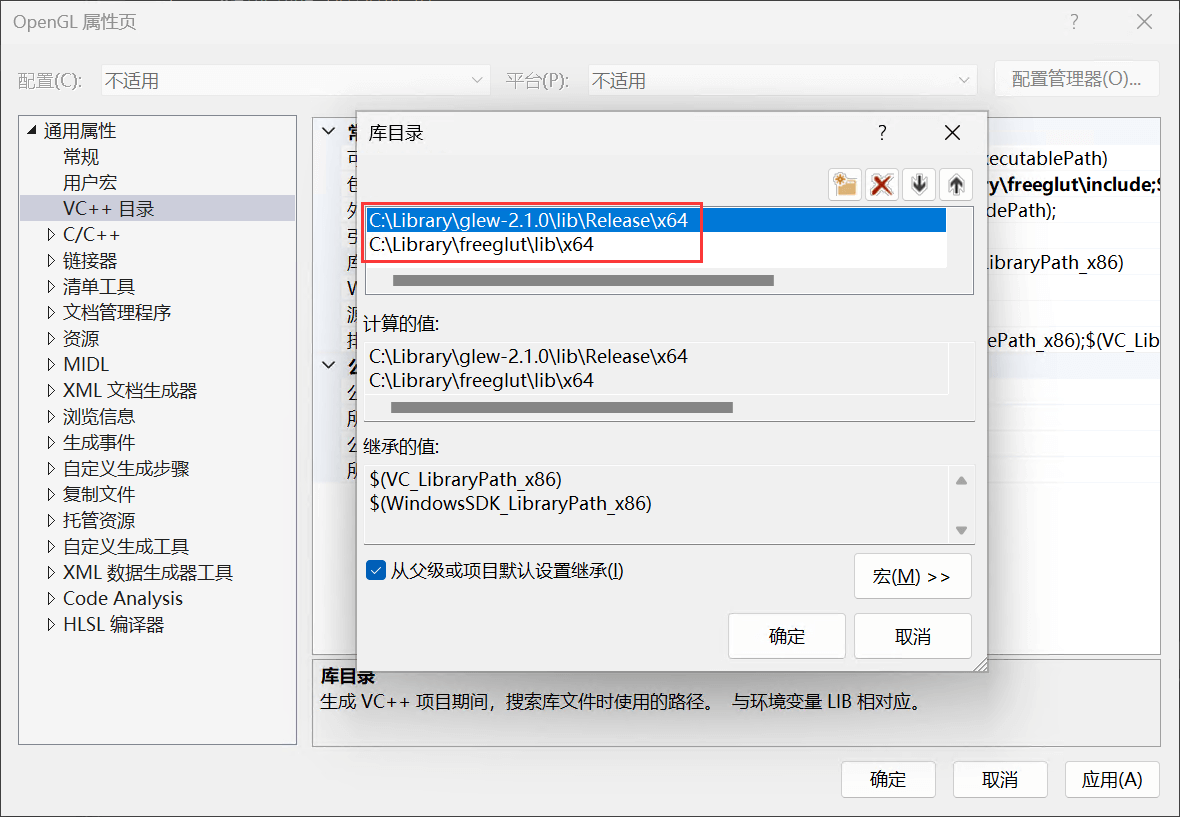 OpenGL 属性页
?
配置(C): 不适用 平台(P): 不适用 配置管理器(O)...
通用属性
常规
用户宏
VC++ 目录
C/C++
链接器
清单工具
文档管理程序
资源
MIDL
XML 文档生成器
浏览信息
生成事件
自定义生成步骤
复制文件
托管资源
自定义生成工具
XML 数据生成器工具
Code Analysis
HLSL 编译器
ecutablePath)
y\freeglut\include;
dePath);
ibraryPath_x86)
ePath_x86);$(VC_Lib
库目录
?
C:\Library\glew-2.1.0\lib\Release\x64
C:\Library\freeglut\lib\x64
计算的值:
C:\Library\glew-2.1.0\lib\Release\x64
C:\Library\freeglut\lib\x64
继承的值:
$(VC_LibraryPath_x86)
$(WindowsSDK_LibraryPath_x86)
从父级或项目默认设置继承(I)
宏(M) >>
确定 取消
库目录
生成 VC++ 项目期间，搜索库文件时使用的路径。 与环境变量 LIB 相对应。
确定 取消 应用(A)